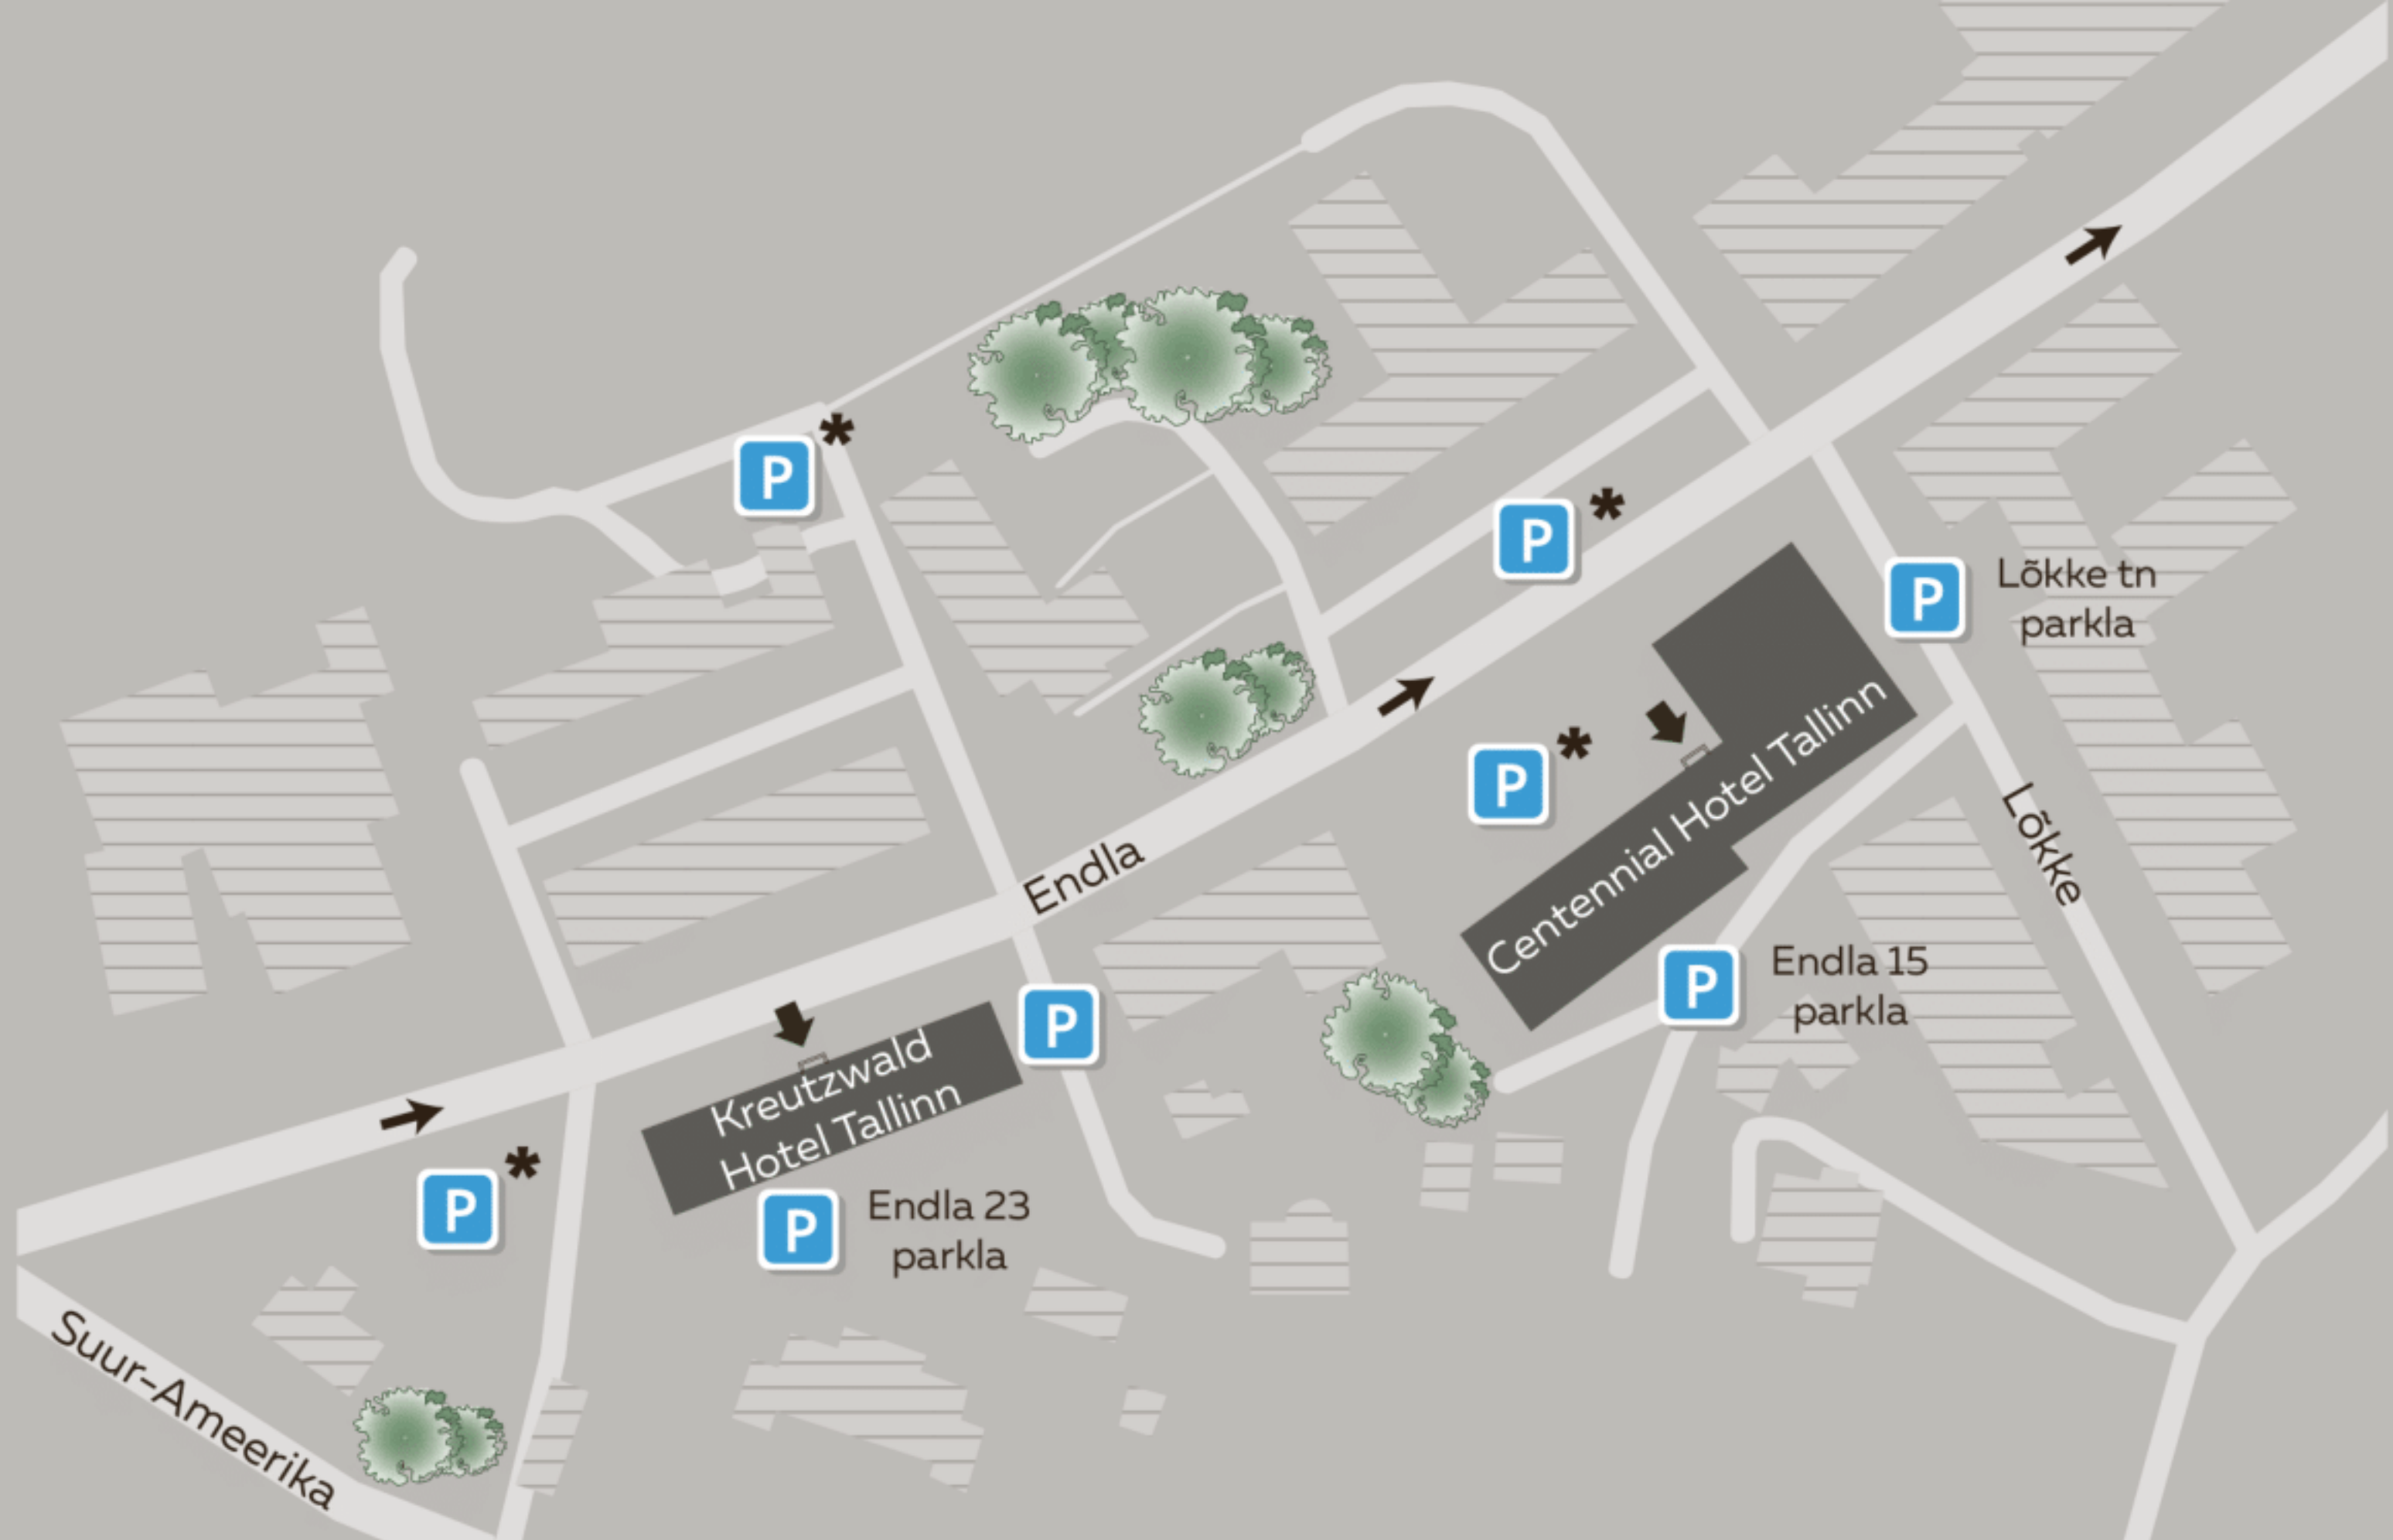 P *
P *
P
Lõkke tn
parkla
P *
Centennial Hotel Tallinn
Lõkke
Endla
P
Endla 15
parkla
P
Kreutzwald
Hotel Tallinn
P *
P
Endla 23
parkla
Suur-Ameerika